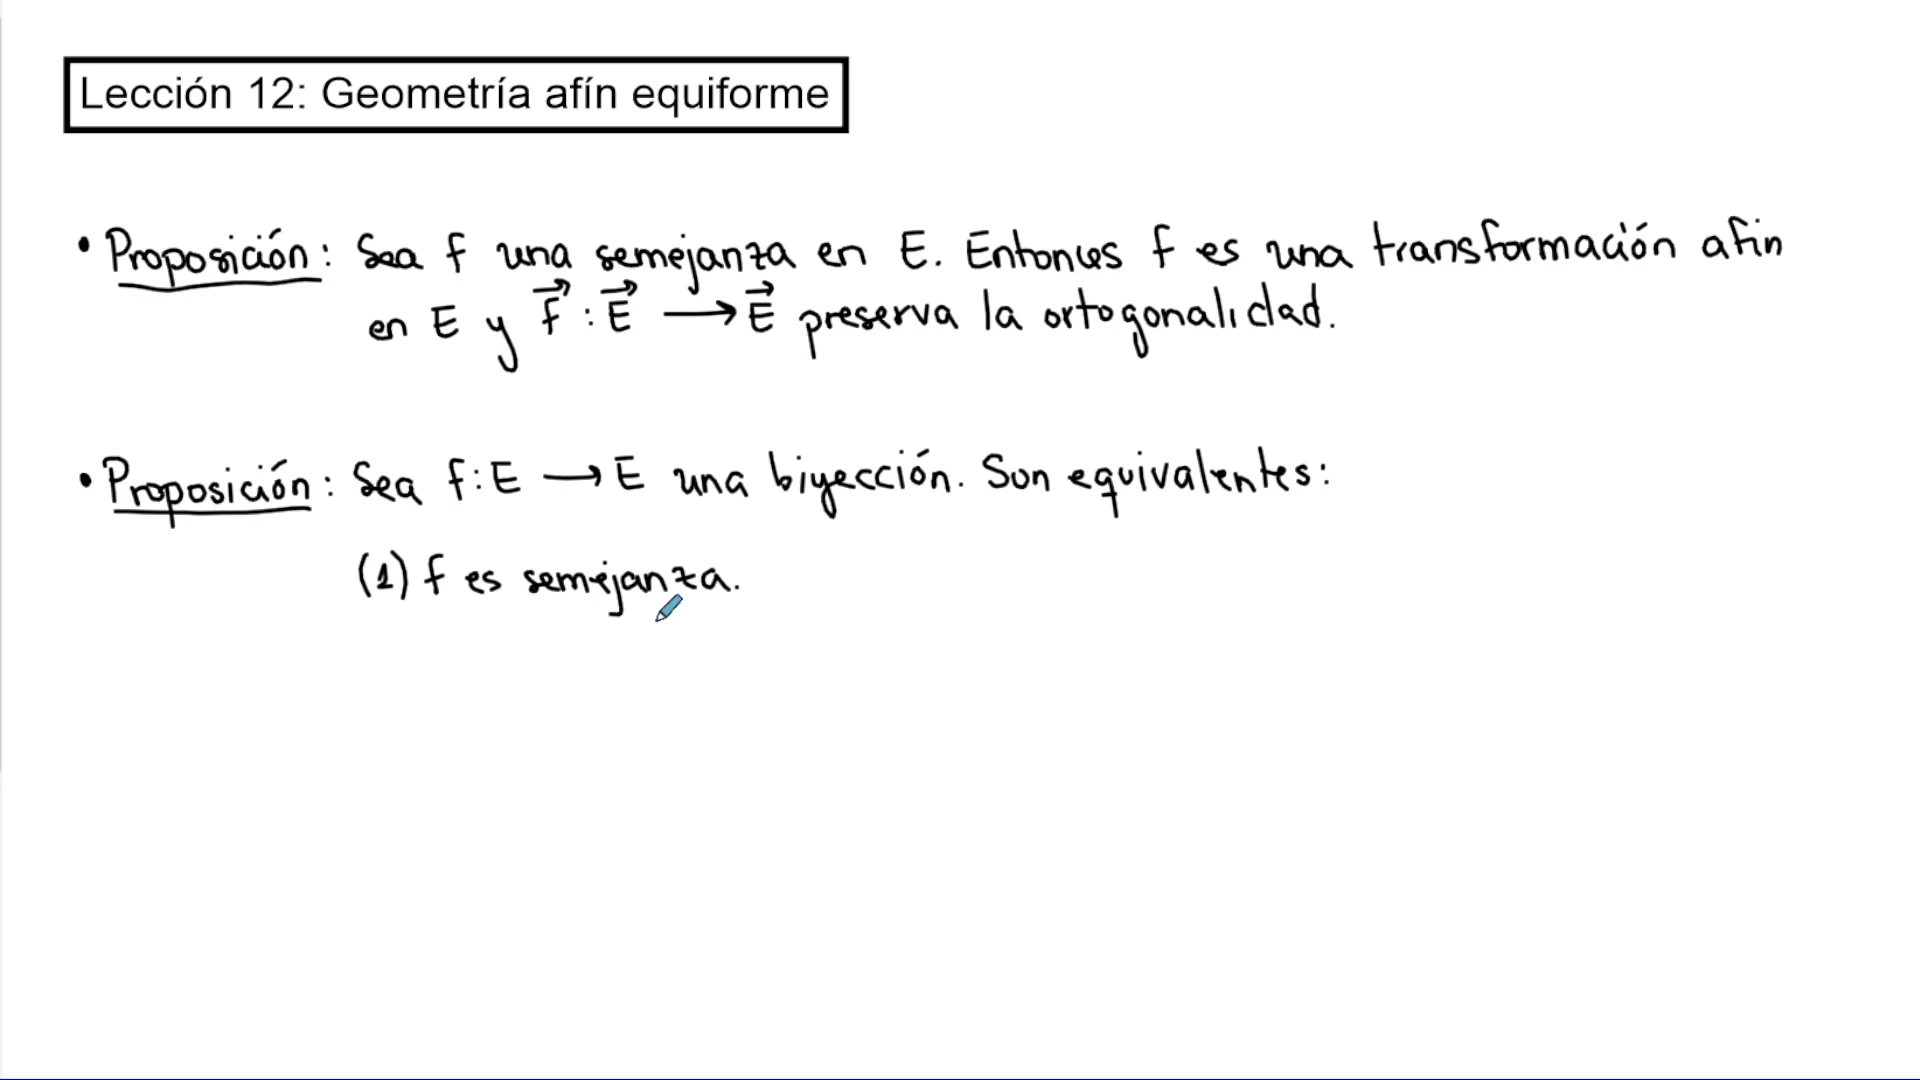 Lección 12: Geometría afín equiforme
• Proposición: Sea f una semejanza en E. Entonces f es una transformación afín
en E y f⃗ : E⃗ ⟶ E⃗ preserva la ortogonalidad.
• Proposición: Sea f: E ⟶ E una biyección. Son equivalentes:
(1) f es semejanza.